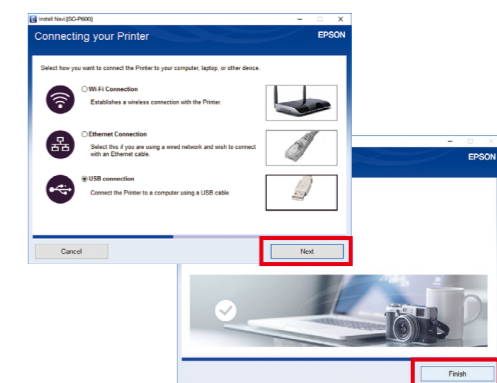 Install Navi [SC-P600]
Connecting your Printer
EPSON
Select how you want to connect the Printer to your computer, laptop, or other device.
Wi-Fi Connection
Establishes a wireless connection with the Printer.
Ethernet Connection
Select this if you are using a wired network and wish to connect
with an Ethernet cable.
USB connection
Connect the Printer to a computer using a USB cable
Cancel
Next
EPSON
Finish